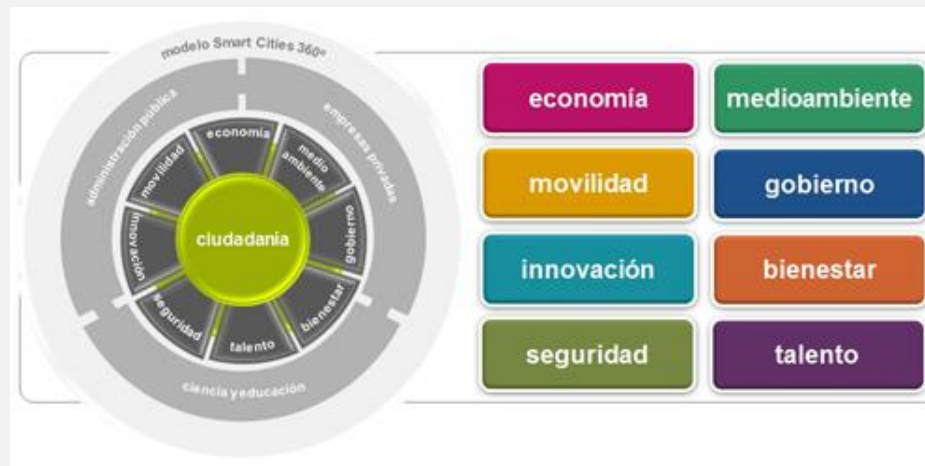 modelo Smart Cities 360º
administración pública
empresas privadas
ciencia y educación
economía
medio
ambiente
gobierno
bienestar
talento
seguridad
innovación
movilidad
ciudadanía
economía
medioambiente
movilidad
gobierno
innovación
bienestar
seguridad
talento